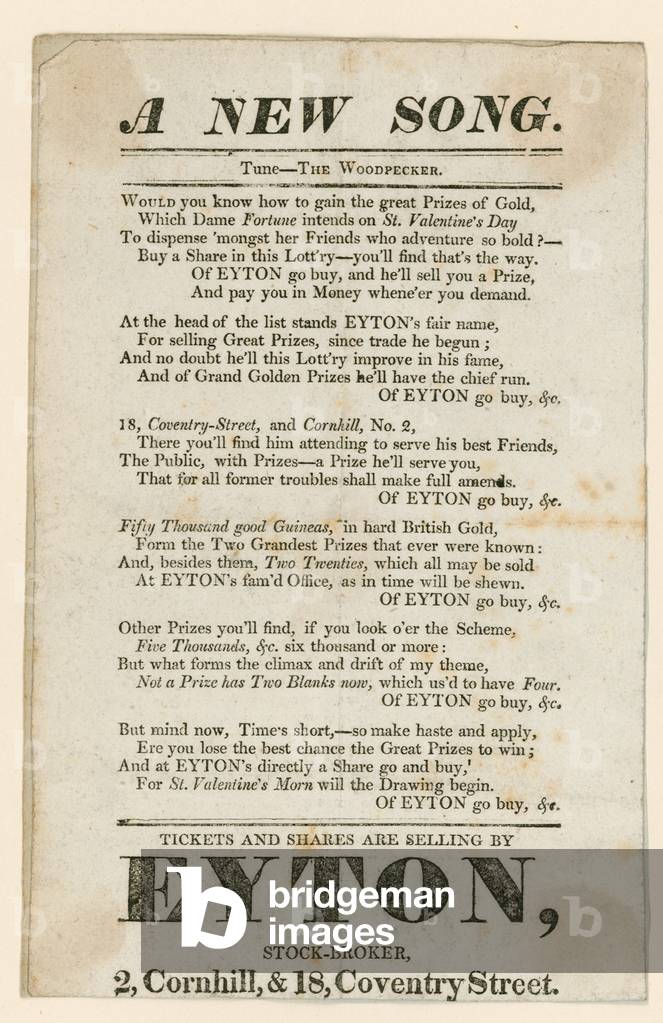 A NEW SONG.
Tune—The Woodpecker.
Would you know how to gain the great Prizes of Gold,
Which Dame Fortune intends on St. Valentine's Day
To dispense 'mongst her Friends who adventure so bold?—
Buy a Share in this Lott'ry—you'll find that's the way.
Of EYTON go buy, and he'll sell you a Prize,
And pay you in Money whene'er you demand.
At the head of the list stands EYTON's fair name,
For selling Great Prizes, since trade he begun;
And no doubt he'll this Lott'ry improve in his fame,
And of Grand Golden Prizes he'll have the chief run.
Of EYTON go buy, &c.
18, Coventry-Street, and Cornhill, No. 2,
There you'll find him attending to serve his best Friends,
The Public, with Prizes—a Prize he'll serve you,
That for all former troubles shall make full amends.
Of EYTON go buy, &c.
Fifty Thousand good Guineas, in hard British Gold,
Form the Two Grandest Prizes that ever were known:
And, besides them, Two Twenties, which all may be sold
At EYTON's fam'd Office, as in time will be shewn.
Of EYTON go buy, &c.
Other Prizes you'll find, if you look o'er the Scheme,
Five Thousands, &c. six thousand or more:
But what forms the climax and drift of my theme,
Not a Prize has Two Blanks now, which us'd to have Four.
Of EYTON go buy, &c.
But mind now, Time's short,—so make haste and apply,
Ere you lose the best chance the Great Prizes to win;
And at EYTON's directly a Share go and buy,'
For St. Valentine's Morn will the Drawing begin.
Of EYTON go buy, &c.
TICKETS AND SHARES ARE SELLING BY
EYTON,
STOCK-BROKER,
2, Cornhill, & 18, Coventry Street.
b bridgeman
images